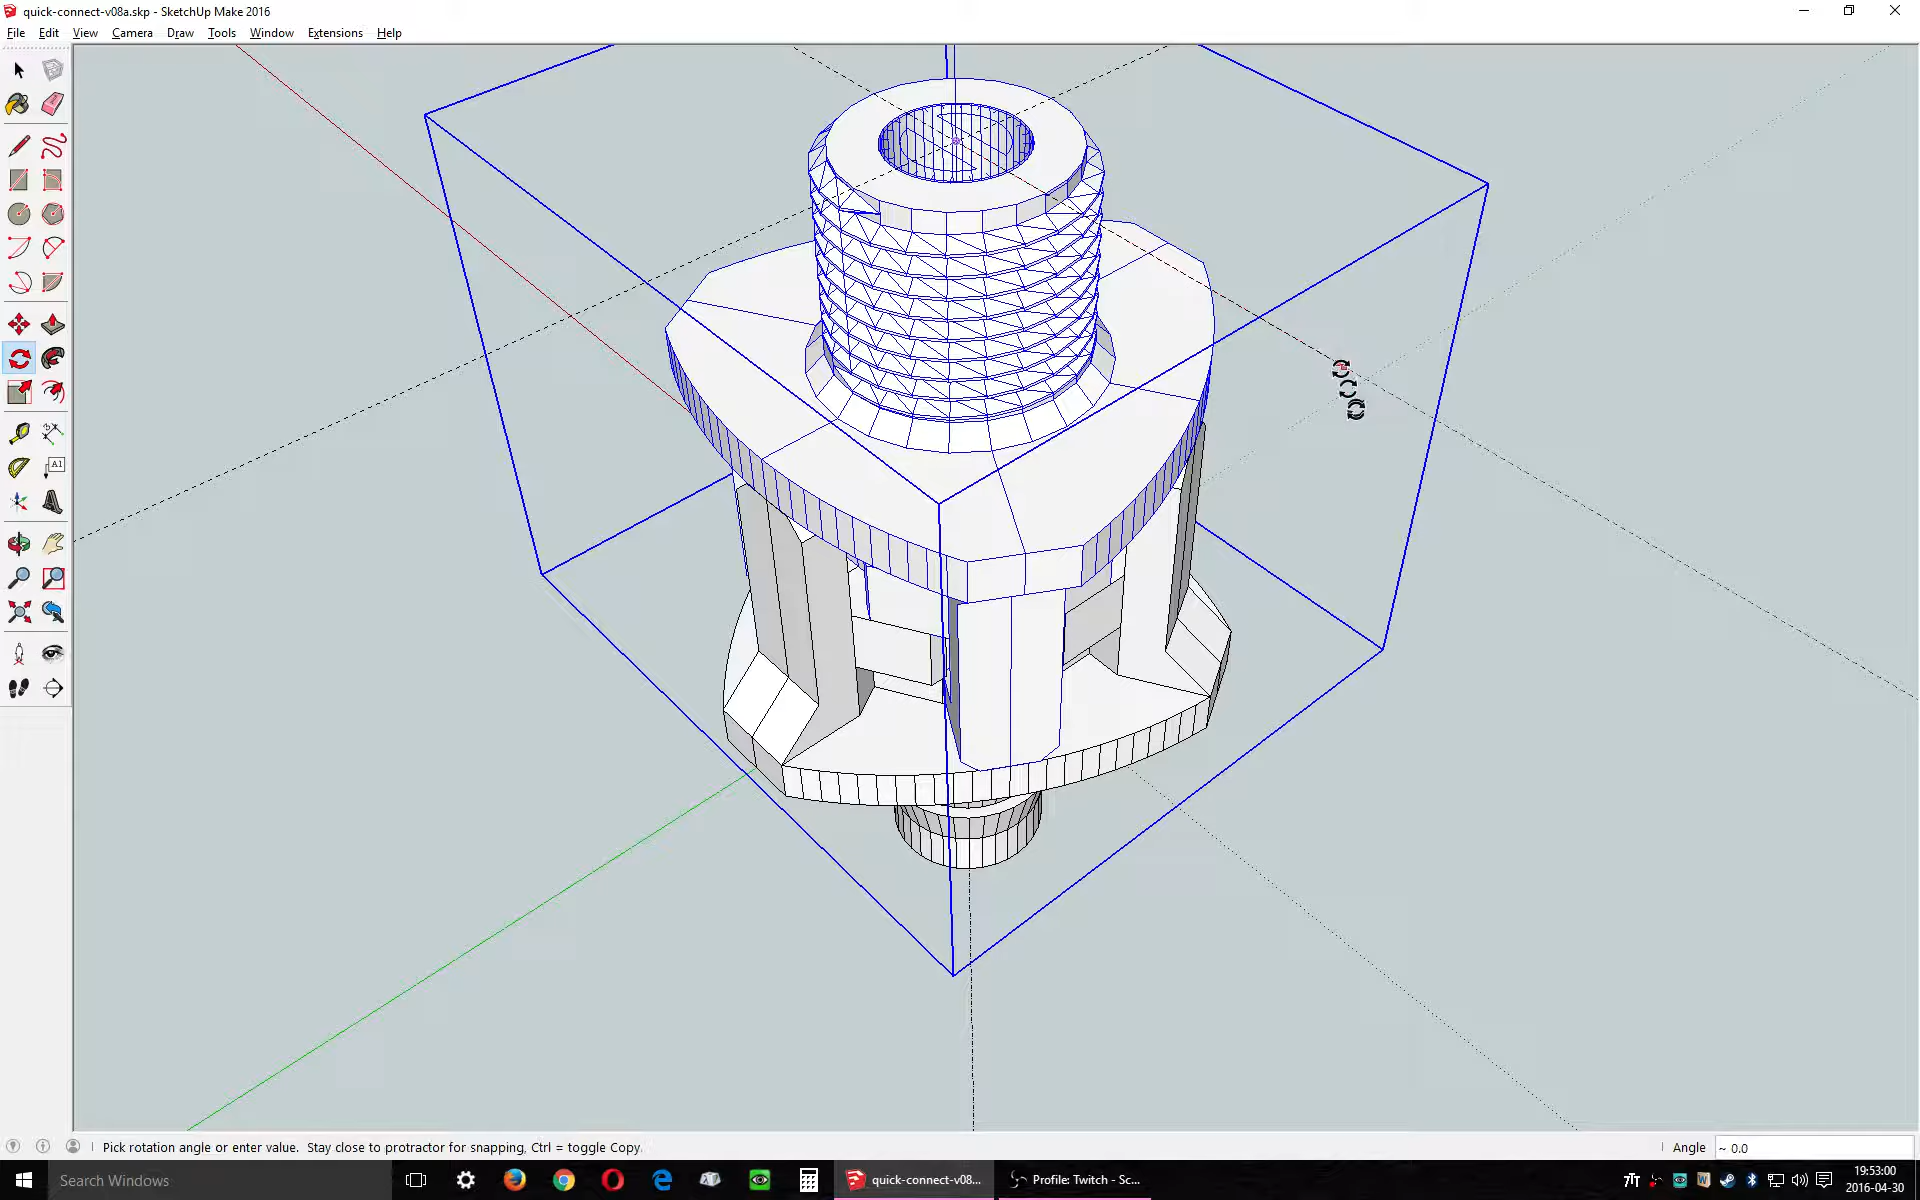 quick-connect-v08a.skp - SketchUp Make 2016
File Edit View Camera Draw Tools Window Extensions Help
A1
Pick rotation angle or enter value. Stay close to protractor for snapping, Ctrl = toggle Copy.
Angle ~ 0.0
Search Windows
quick-connect-v08...
Profile: Twitch - Sc...
19:53:00
2016-04-30